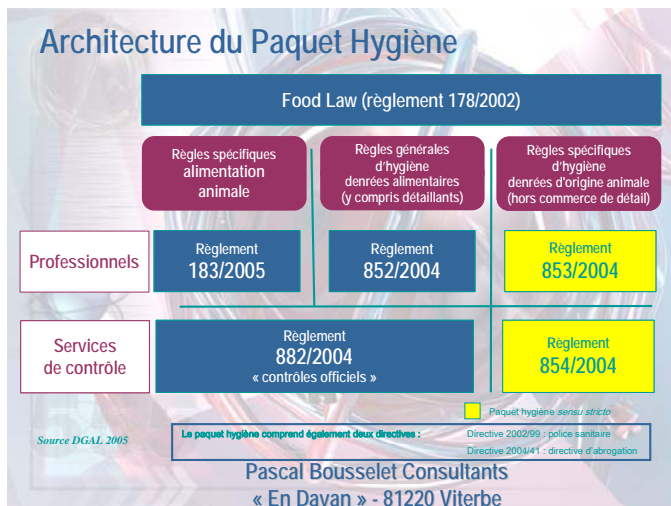 Architecture du Paquet Hygiène
Food Law (règlement 178/2002)
Règles spécifiques
alimentation
animale
Règles générales
d'hygiène
denrées alimentaires
(y compris détaillants)
Règles spécifiques
d'hygiène
denrées d'origine animale
(hors commerce de détail)
Professionnels
Règlement
183/2005
Règlement
852/2004
Règlement
853/2004
Services
de contrôle
Règlement
882/2004
« contrôles officiels »
Règlement
854/2004
Paquet hygiène sensu stricto
Source DGAL 2005
Le paquet hygiène comprend également deux directives :
Directive 2002/99 : police sanitaire
Directive 2004/41 : directive d'abrogation
Pascal Bousselet Consultants
« En Davan » - 81220 Viterbe